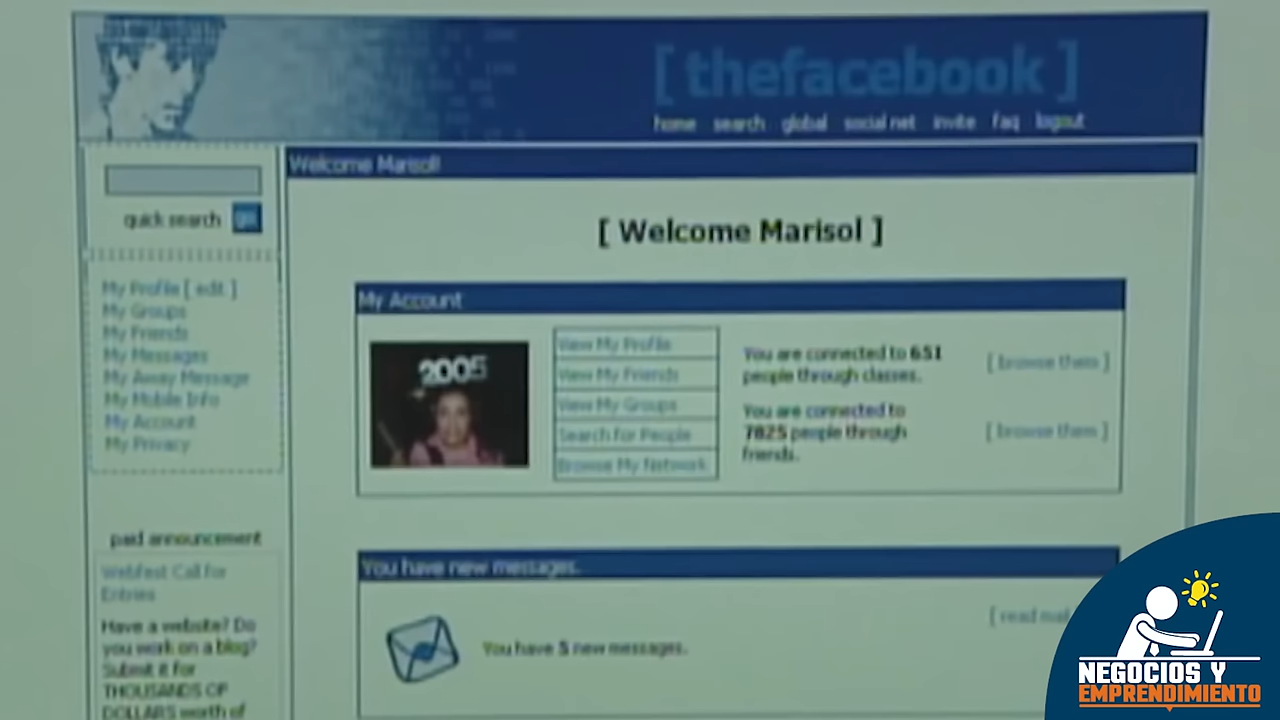 [ thefacebook ]
home search global social net invite faq logout
Welcome Marisol!
quick search go
[ Welcome Marisol ]
My Profile [ edit ]
My Groups
My Friends
My Messages
My Away Message
My Mobile Info
My Account
My Privacy
My Account
2005
View My Profile
View My Friends
View My Groups
Search for People
Browse My Network
You are connected to 651
people through classes.
[ browse them ]
You are connected to
7825 people through
friends.
[ browse them ]
paid announcement
Webfest Call for
Entries
Have a website? Do
you work on a blog?
Submit it for
THOUSANDS OF
DOLLARS worth of
You have new messages.
[ read
You have 5 new messages.
NEGOCIOS Y
EMPRENDIMIENTO